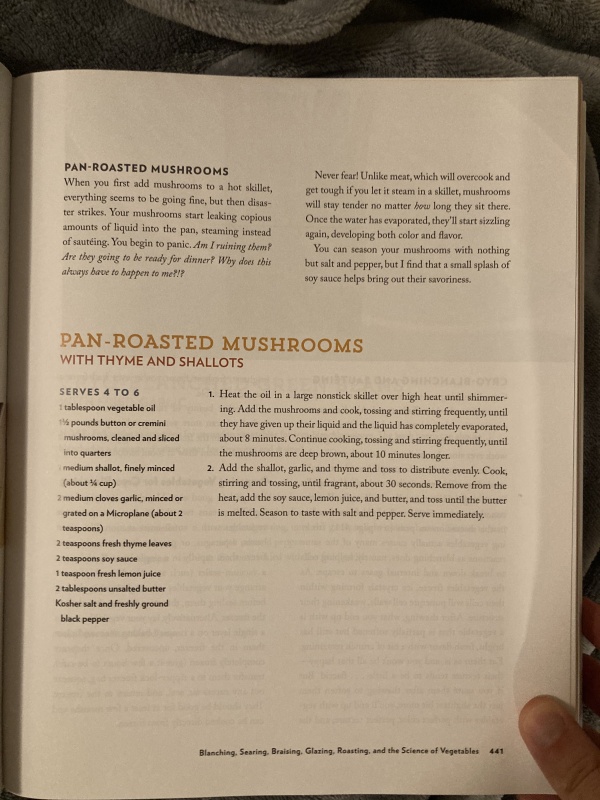 PAN-ROASTED MUSHROOMS
When you first add mushrooms to a hot skillet,
everything seems to be going fine, but then disas-
ter strikes. Your mushrooms start leaking copious
amounts of liquid into the pan, steaming instead
of sautéing. You begin to panic. Am I ruining them?
Are they going to be ready for dinner? Why does this
always have to happen to me?!?
Never fear! Unlike meat, which will overcook and
get tough if you let it steam in a skillet, mushrooms
will stay tender no matter how long they sit there.
Once the water has evaporated, they'll start sizzling
again, developing both color and flavor.
You can season your mushrooms with nothing
but salt and pepper, but I find that a small splash of
soy sauce helps bring out their savoriness.
PAN-ROASTED MUSHROOMS
WITH THYME AND SHALLOTS
SERVES 4 TO 6
1 tablespoon vegetable oil
1½ pounds button or cremini
mushrooms, cleaned and sliced
into quarters
1 medium shallot, finely minced
(about ¼ cup)
2 medium cloves garlic, minced or
grated on a Microplane (about 2
teaspoons)
2 teaspoons fresh thyme leaves
2 teaspoons soy sauce
1 teaspoon fresh lemon juice
2 tablespoons unsalted butter
Kosher salt and freshly ground
black pepper
1. Heat the oil in a large nonstick skillet over high heat until shimmer-
ing. Add the mushrooms and cook, tossing and stirring frequently, until
they have given up their liquid and the liquid has completely evaporated,
about 8 minutes. Continue cooking, tossing and stirring frequently, until
the mushrooms are deep brown, about 10 minutes longer.
2. Add the shallot, garlic, and thyme and toss to distribute evenly. Cook,
stirring and tossing, until fragrant, about 30 seconds. Remove from the
heat, add the soy sauce, lemon juice, and butter, and toss until the butter
is melted. Season to taste with salt and pepper. Serve immediately.
Blanching, Searing, Braising, Glazing, Roasting, and the Science of Vegetables 441